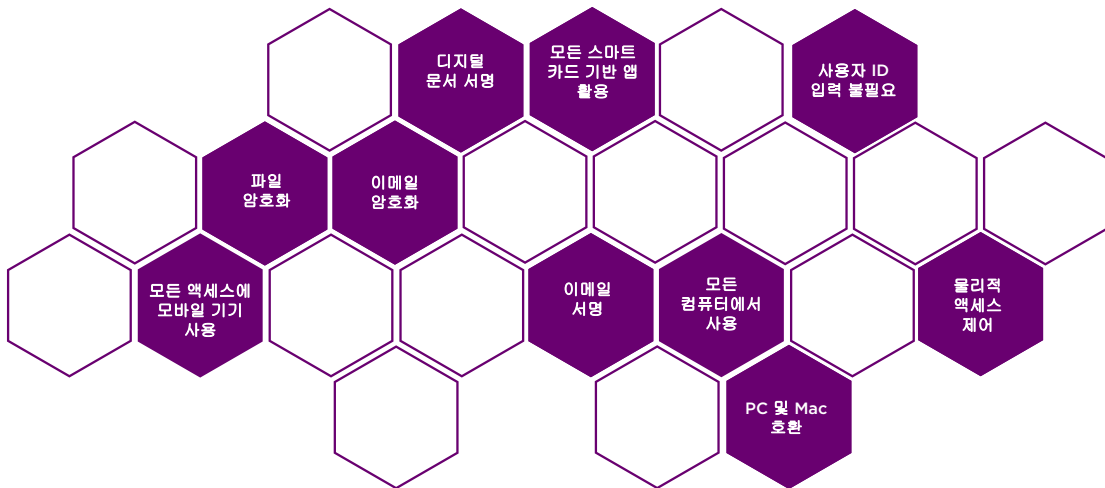 디지털
문서 서명
모든 스마트
카드 기반 앱
활용
사용자 ID
입력 불필요
파일
암호화
이메일
암호화
모든 액세스에
모바일 기기
사용
이메일
서명
모든
컴퓨터에서
사용
물리적
액세스
제어
PC 및 Mac
호환